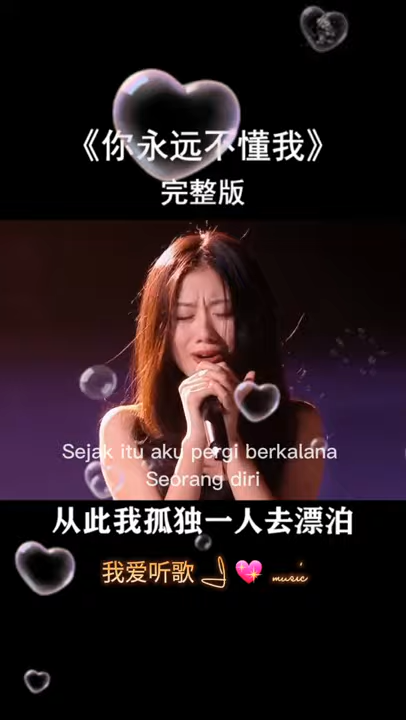 《你永远不懂我》
完整版
Sejak itu aku pergi berkalana
Seorang diri
从此我孤独一人去漂泊
我爱听歌 💖 music